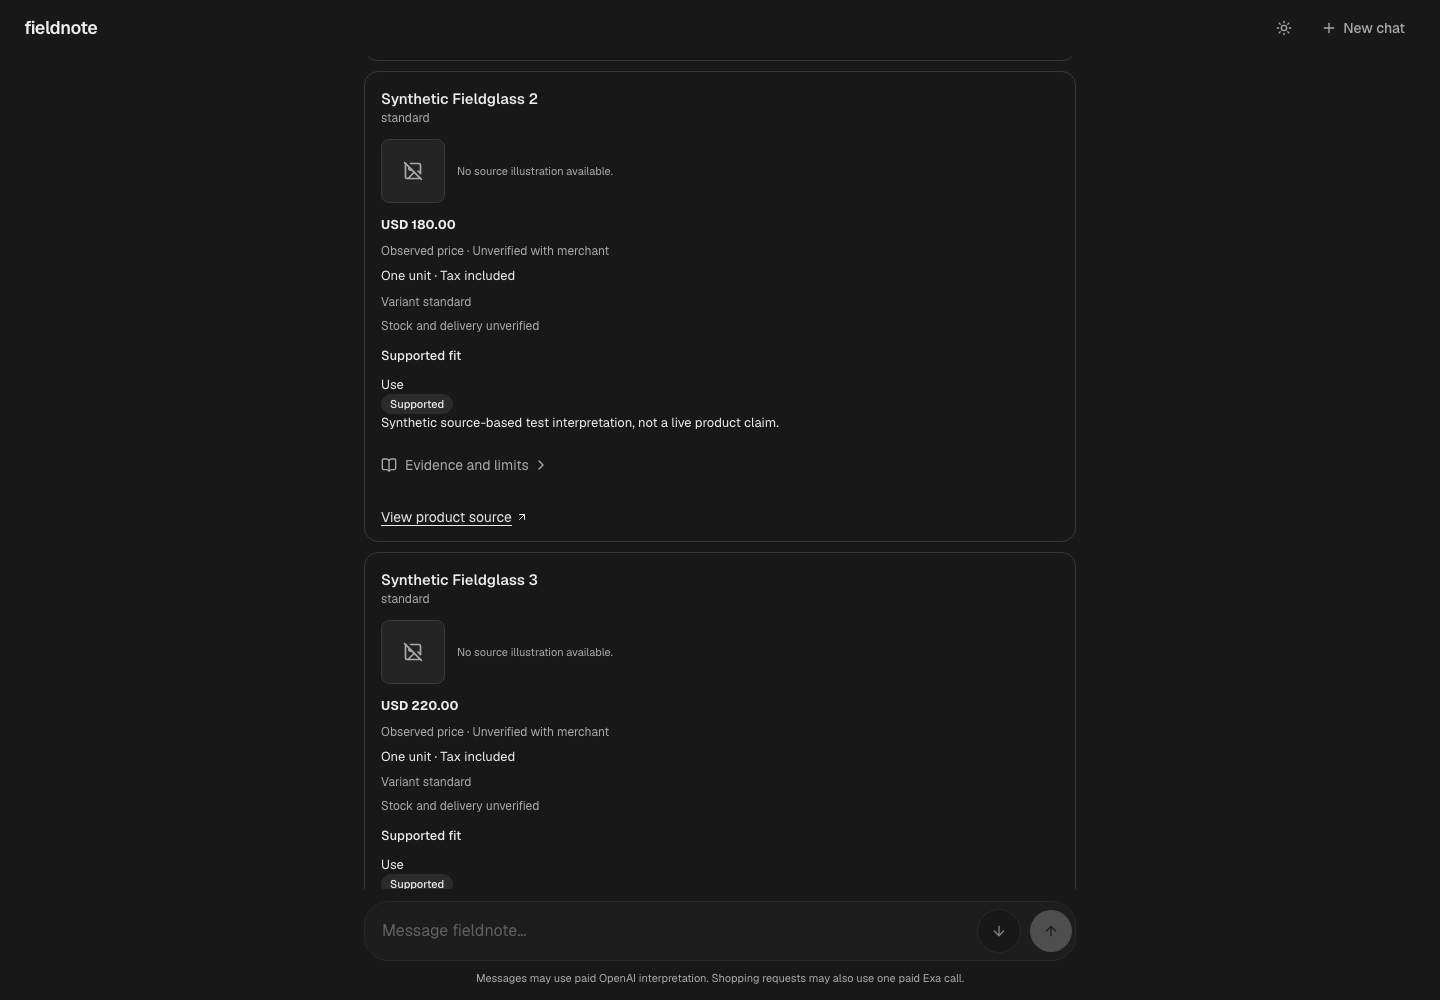 fieldnote
New chat
Synthetic Fieldglass 2
standard
No source illustration available.
USD 180.00
Observed price · Unverified with merchant
One unit · Tax included
Variant standard
Stock and delivery unverified
Supported fit
Use
Supported
Synthetic source-based test interpretation, not a live product claim.
Evidence and limits
View product source
Synthetic Fieldglass 3
standard
No source illustration available.
USD 220.00
Observed price · Unverified with merchant
One unit · Tax included
Variant standard
Stock and delivery unverified
Supported fit
Use
Supported
Message fieldnote...
Messages may use paid OpenAI interpretation. Shopping requests may also use one paid Exa call.